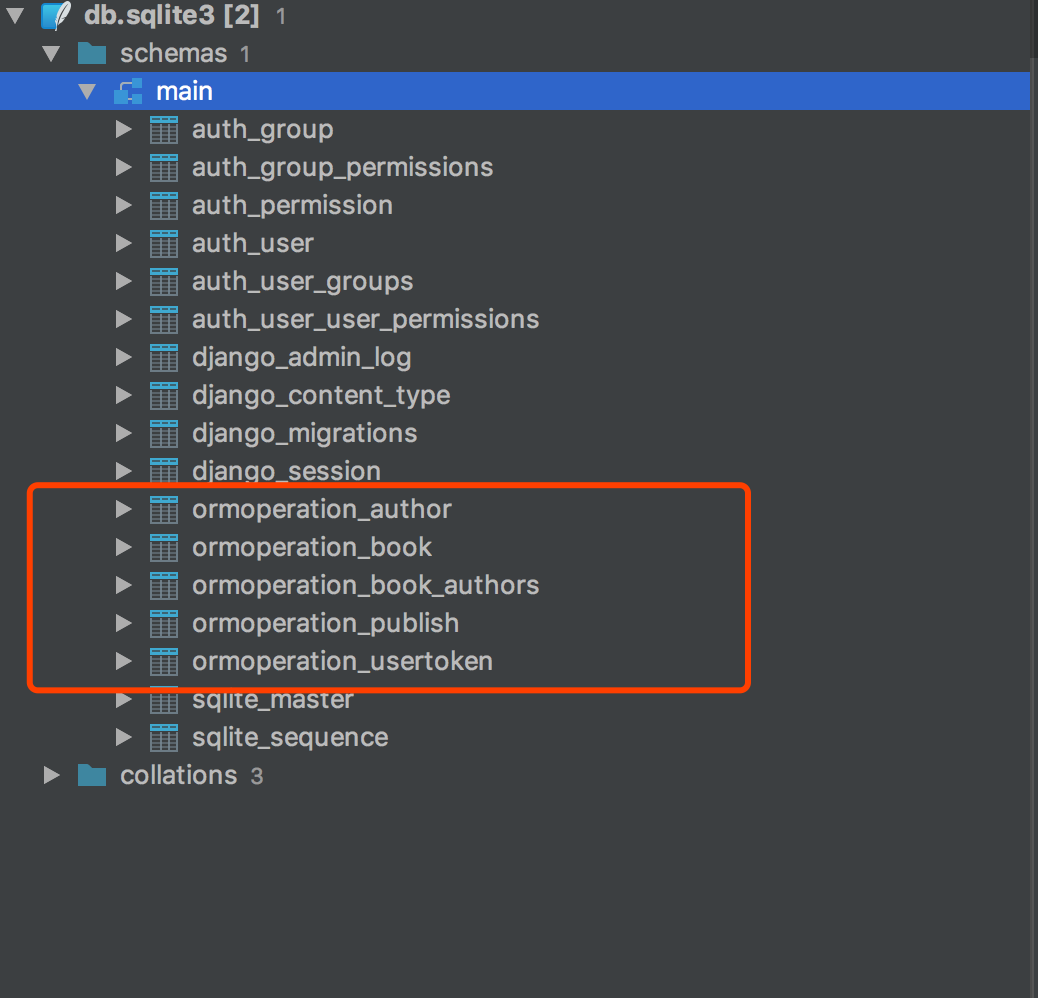 db.sqlite3 [2] 1
schemas 1
main
auth_group
auth_group_permissions
auth_permission
auth_user
auth_user_groups
auth_user_user_permissions
django_admin_log
django_content_type
django_migrations
django_session
ormoperation_author
ormoperation_book
ormoperation_book_authors
ormoperation_publish
ormoperation_usertoken
sqlite_master
sqlite_sequence
collations 3